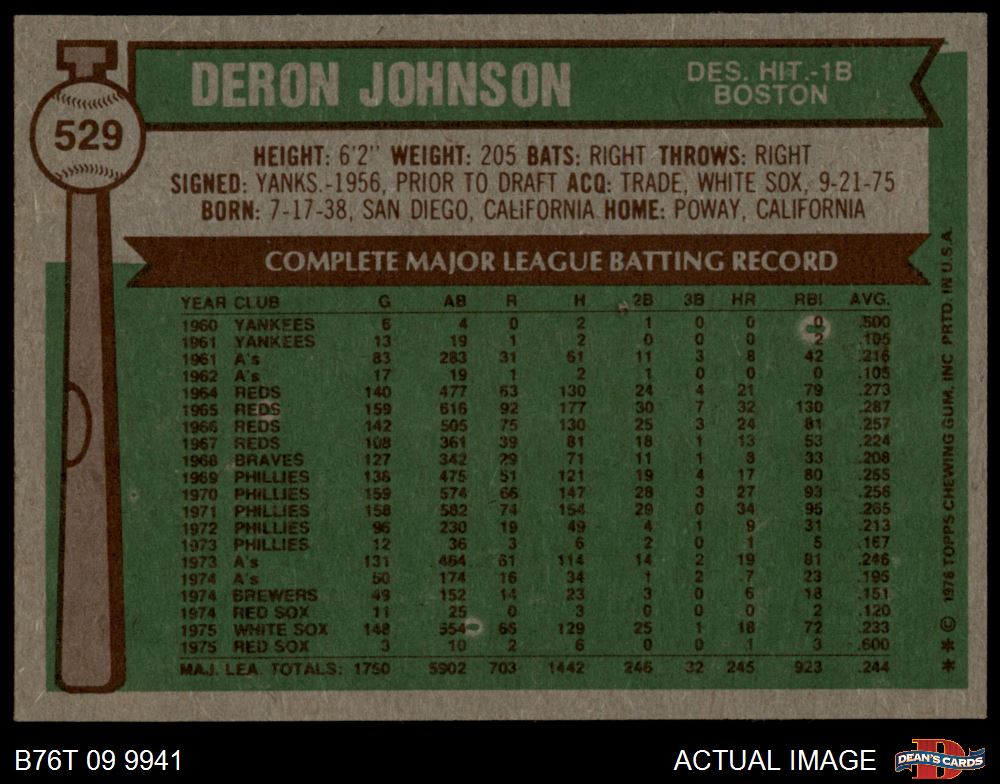 DERON JOHNSON
DES. HIT.-1B
BOSTON
529
HEIGHT: 6'2" WEIGHT: 205 BATS: RIGHT THROWS: RIGHT
SIGNED: YANKS.-1956, PRIOR TO DRAFT ACQ: TRADE, WHITE SOX, 9-21-75
BORN: 7-17-38, SAN DIEGO, CALIFORNIA HOME: POWAY, CALIFORNIA
COMPLETE MAJOR LEAGUE BATTING RECORD
YEAR CLUB G AB R H 2B 3B HR RBI AVG.
1960 YANKEES 6 4 0 2 1 0 0 0 .500
1961 YANKEES 13 19 1 2 0 0 0 2 .105
1961 A's 83 283 31 61 11 3 8 42 .216
1962 A's 17 19 1 2 1 0 0 0 .105
1964 REDS 140 477 63 130 24 4 21 79 .273
1965 REDS 159 616 92 177 30 7 32 130 .287
1966 REDS 142 505 75 130 25 3 24 81 .257
1967 REDS 108 361 39 81 18 1 13 53 .224
1968 BRAVES 127 342 29 71 11 1 8 33 .208
1969 PHILLIES 138 475 51 121 19 4 17 80 .255
1970 PHILLIES 159 574 66 147 28 3 27 93 .256
1971 PHILLIES 158 582 74 154 29 0 34 95 .265
1972 PHILLIES 96 230 19 49 4 1 9 31 .213
1973 PHILLIES 12 36 3 6 2 0 1 5 .167
1973 A's 131 464 61 114 14 2 19 81 .246
1974 A's 50 174 16 34 1 2 7 23 .195
1974 BREWERS 49 152 14 23 3 0 6 18 .151
1974 RED SOX 11 25 0 3 0 0 0 2 .120
1975 WHITE SOX 148 554 66 129 25 1 18 72 .233
1975 RED SOX 3 10 2 6 0 0 1 3 .600
MAJ. LEA. TOTALS: 1750 5902 703 1442 246 32 245 923 .244
* * © 1976 TOPPS CHEWING GUM, INC. PRTD. IN U.S.A.
B76T 09 9941
ACTUAL IMAGE
D
DEAN'S CARDS